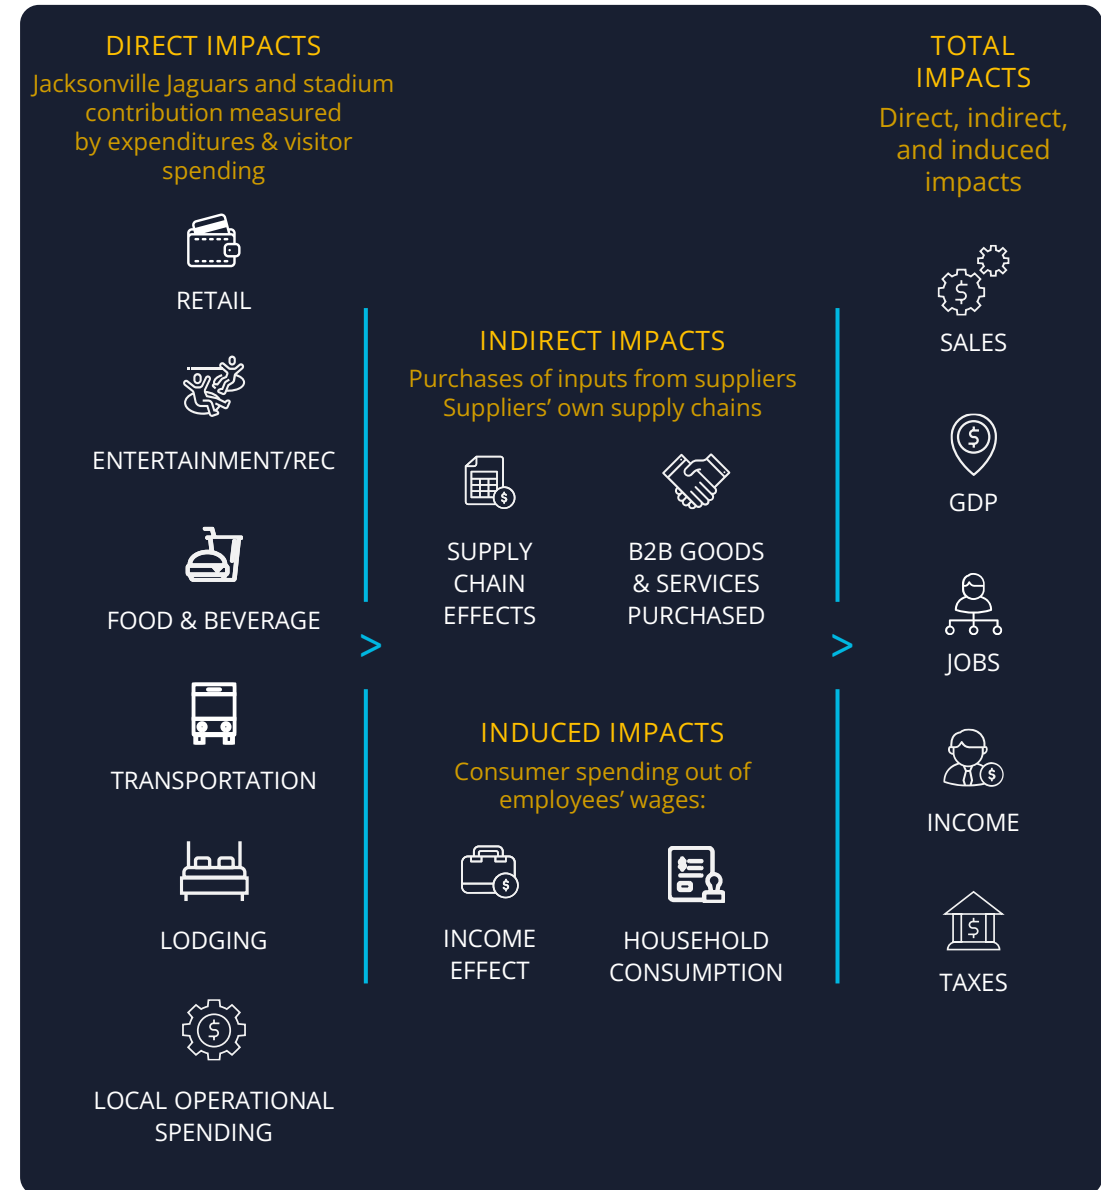 DIRECT IMPACTS
Jacksonville Jaguars and stadium
contribution measured
by expenditures & visitor
spending
RETAIL
ENTERTAINMENT/REC
FOOD & BEVERAGE
TRANSPORTATION
LODGING
LOCAL OPERATIONAL
SPENDING
>
INDIRECT IMPACTS
Purchases of inputs from suppliers
Suppliers’ own supply chains
SUPPLY
CHAIN
EFFECTS
B2B GOODS
& SERVICES
PURCHASED
INDUCED IMPACTS
Consumer spending out of
employees’ wages:
INCOME
EFFECT
HOUSEHOLD
CONSUMPTION
>
TOTAL
IMPACTS
Direct, indirect,
and induced
impacts
SALES
GDP
JOBS
INCOME
TAXES